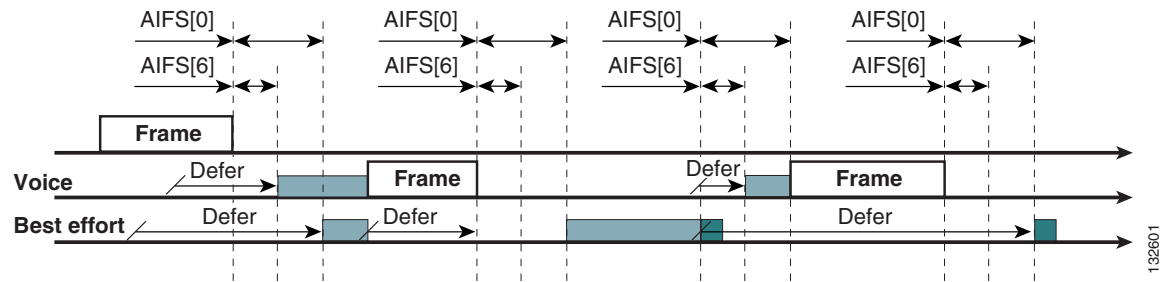 AIFS[0] AIFS[0] AIFS[0] AIFS[0]
AIFS[6] AIFS[6] AIFS[6] AIFS[6]
Frame
Defer Defer
Voice Frame Frame
Defer Defer Defer
Best effort
132601